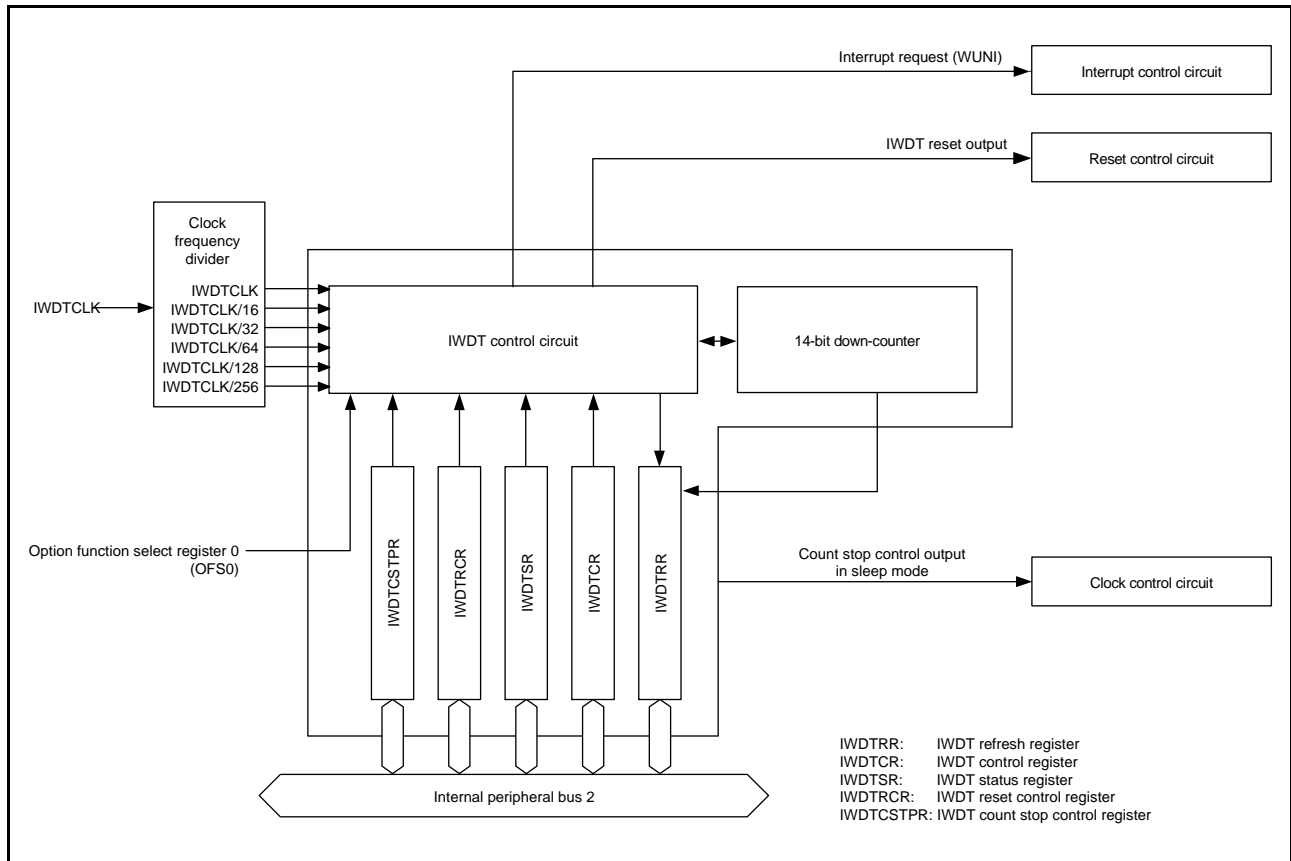 Interrupt request (WUNI)
Interrupt control circuit
IWDT reset output
Reset control circuit
Clock
frequency
divider
IWDTCLK
IWDTCLK
IWDTCLK/16
IWDTCLK/32
IWDTCLK/64
IWDTCLK/128
IWDTCLK/256
IWDT control circuit
14-bit down-counter
Option function select register 0
(OFS0)
IWDTCSTPR
IWDTRCR
IWDTSR
IWDTCR
IWDTRR
Count stop control output
in sleep mode
Clock control circuit
Internal peripheral bus 2
IWDTRR: IWDT refresh register
IWDTCR: IWDT control register
IWDTSR: IWDT status register
IWDTRCR: IWDT reset control register
IWDTCSTPR: IWDT count stop control register